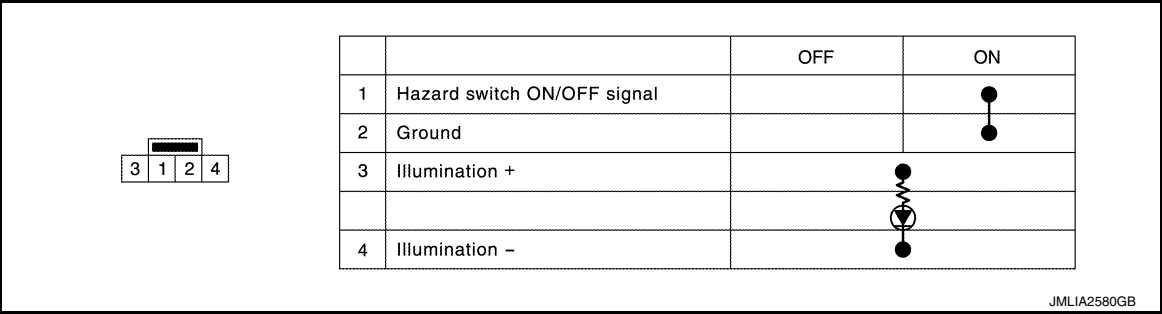 OFF ON
1 Hazard switch ON/OFF signal
2 Ground
3 Illumination +
4 Illumination −
3 1 2 4
JMLIA2580GB